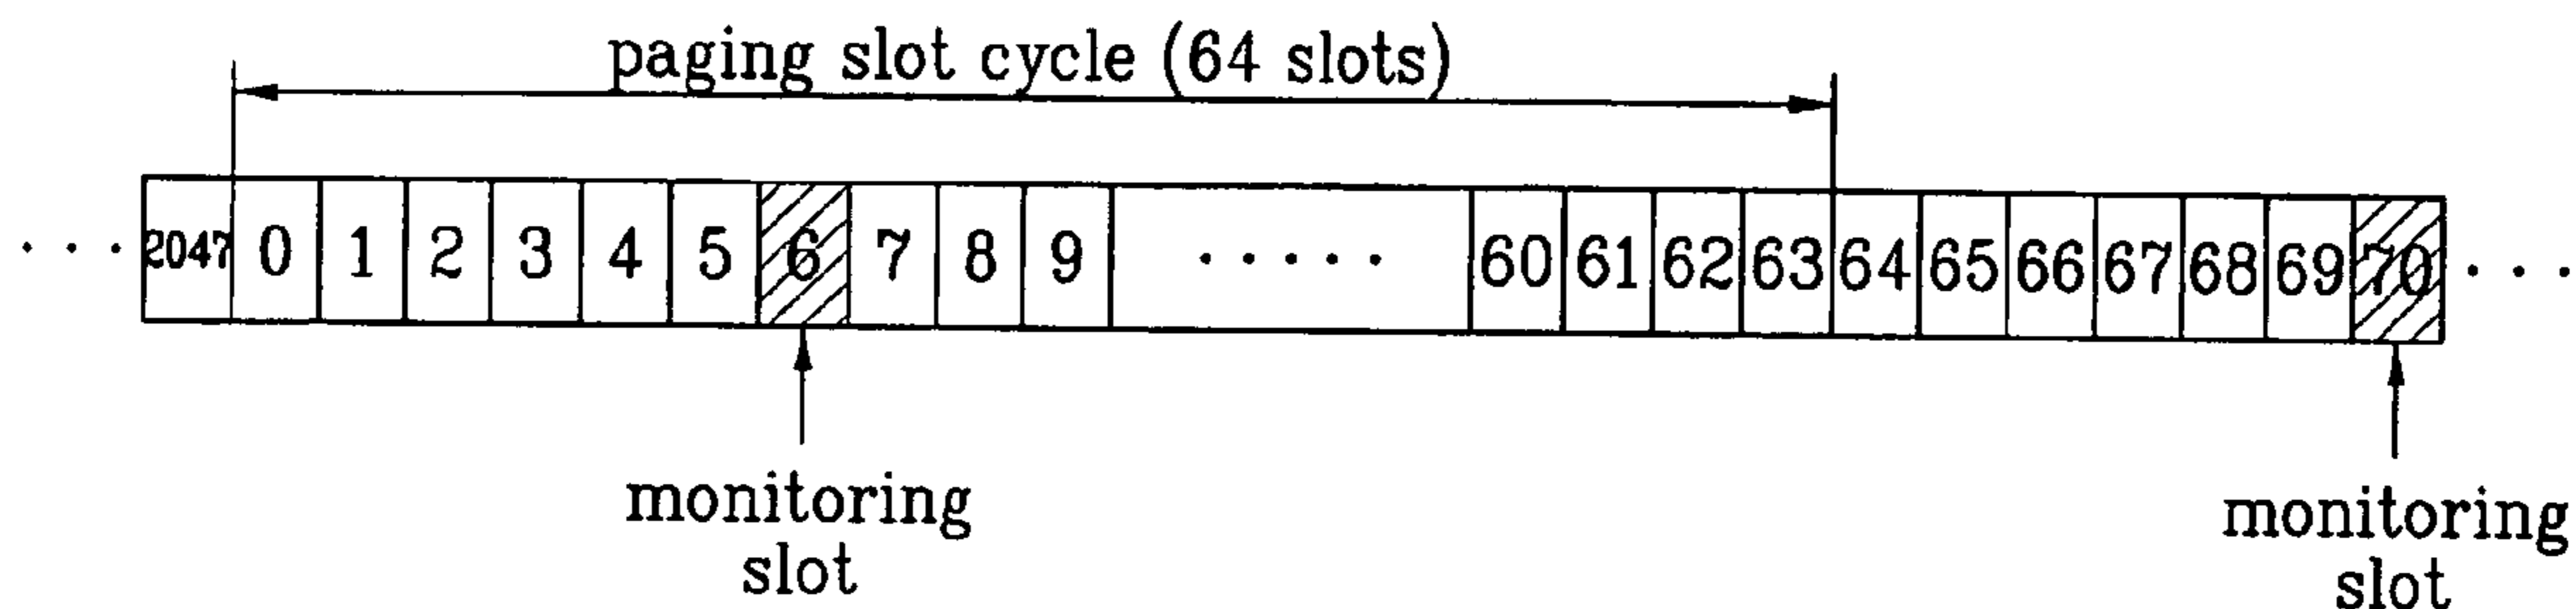 paging slot cycle (64 slots)
· · · 2047 0 1 2 3 4 5 6 7 8 9 · · · · · 60 61 62 63 64 65 66 67 68 69 70 · · ·
monitoring
slot
monitoring
slot